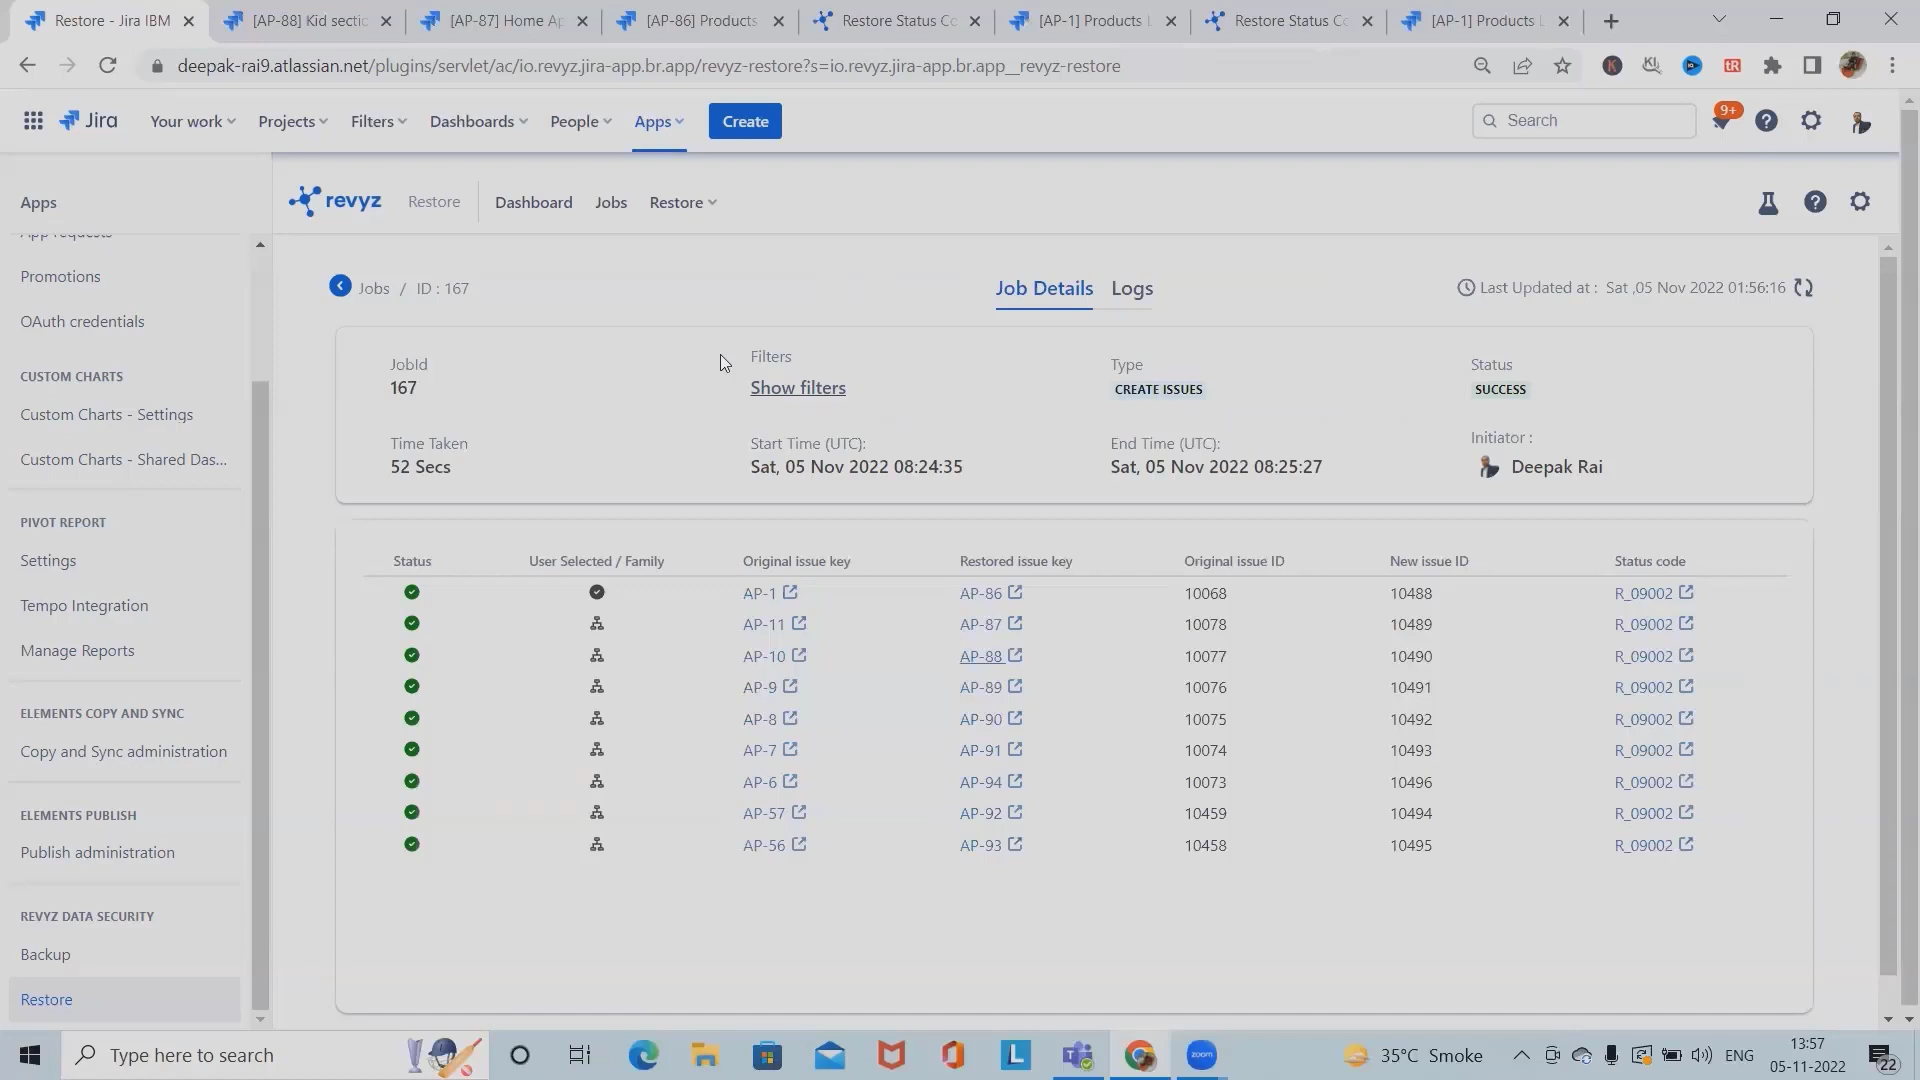 Restore - Jira IBM
[AP-88] Kid sectio
[AP-87] Home Ap
[AP-86] Products
Restore Status Co
[AP-1] Products L
Restore Status Co
[AP-1] Products L
deepak-rai9.atlassian.net/plugins/servlet/ac/io.revyz.jira-app.br.app/revyz-restore?s=io.revyz.jira-app.br.app__revyz-restore
Jira
Your work
Projects
Filters
Dashboards
People
Apps
Create
Search
9+
Apps
App requests
Promotions
OAuth credentials
CUSTOM CHARTS
Custom Charts - Settings
Custom Charts - Shared Das...
PIVOT REPORT
Settings
Tempo Integration
Manage Reports
ELEMENTS COPY AND SYNC
Copy and Sync administration
ELEMENTS PUBLISH
Publish administration
REVYZ DATA SECURITY
Backup
Restore
revyz
Restore
Dashboard
Jobs
Restore
Jobs / ID : 167
Job Details
Logs
Last Updated at : Sat ,05 Nov 2022 01:56:16
JobId
167
Filters
Show filters
Type
CREATE ISSUES
Status
SUCCESS
Time Taken
52 Secs
Start Time (UTC):
Sat, 05 Nov 2022 08:24:35
End Time (UTC):
Sat, 05 Nov 2022 08:25:27
Initiator :
Deepak Rai
Status User Selected / Family Original issue key Restored issue key Original issue ID New issue ID Status code
AP-1 AP-86 10068 10488 R_09002
AP-11 AP-87 10078 10489 R_09002
AP-10 AP-88 10077 10490 R_09002
AP-9 AP-89 10076 10491 R_09002
AP-8 AP-90 10075 10492 R_09002
AP-7 AP-91 10074 10493 R_09002
AP-6 AP-94 10073 10496 R_09002
AP-57 AP-92 10459 10494 R_09002
AP-56 AP-93 10458 10495 R_09002
Type here to search
zoom
35°C Smoke
ENG
13:57
05-11-2022
22